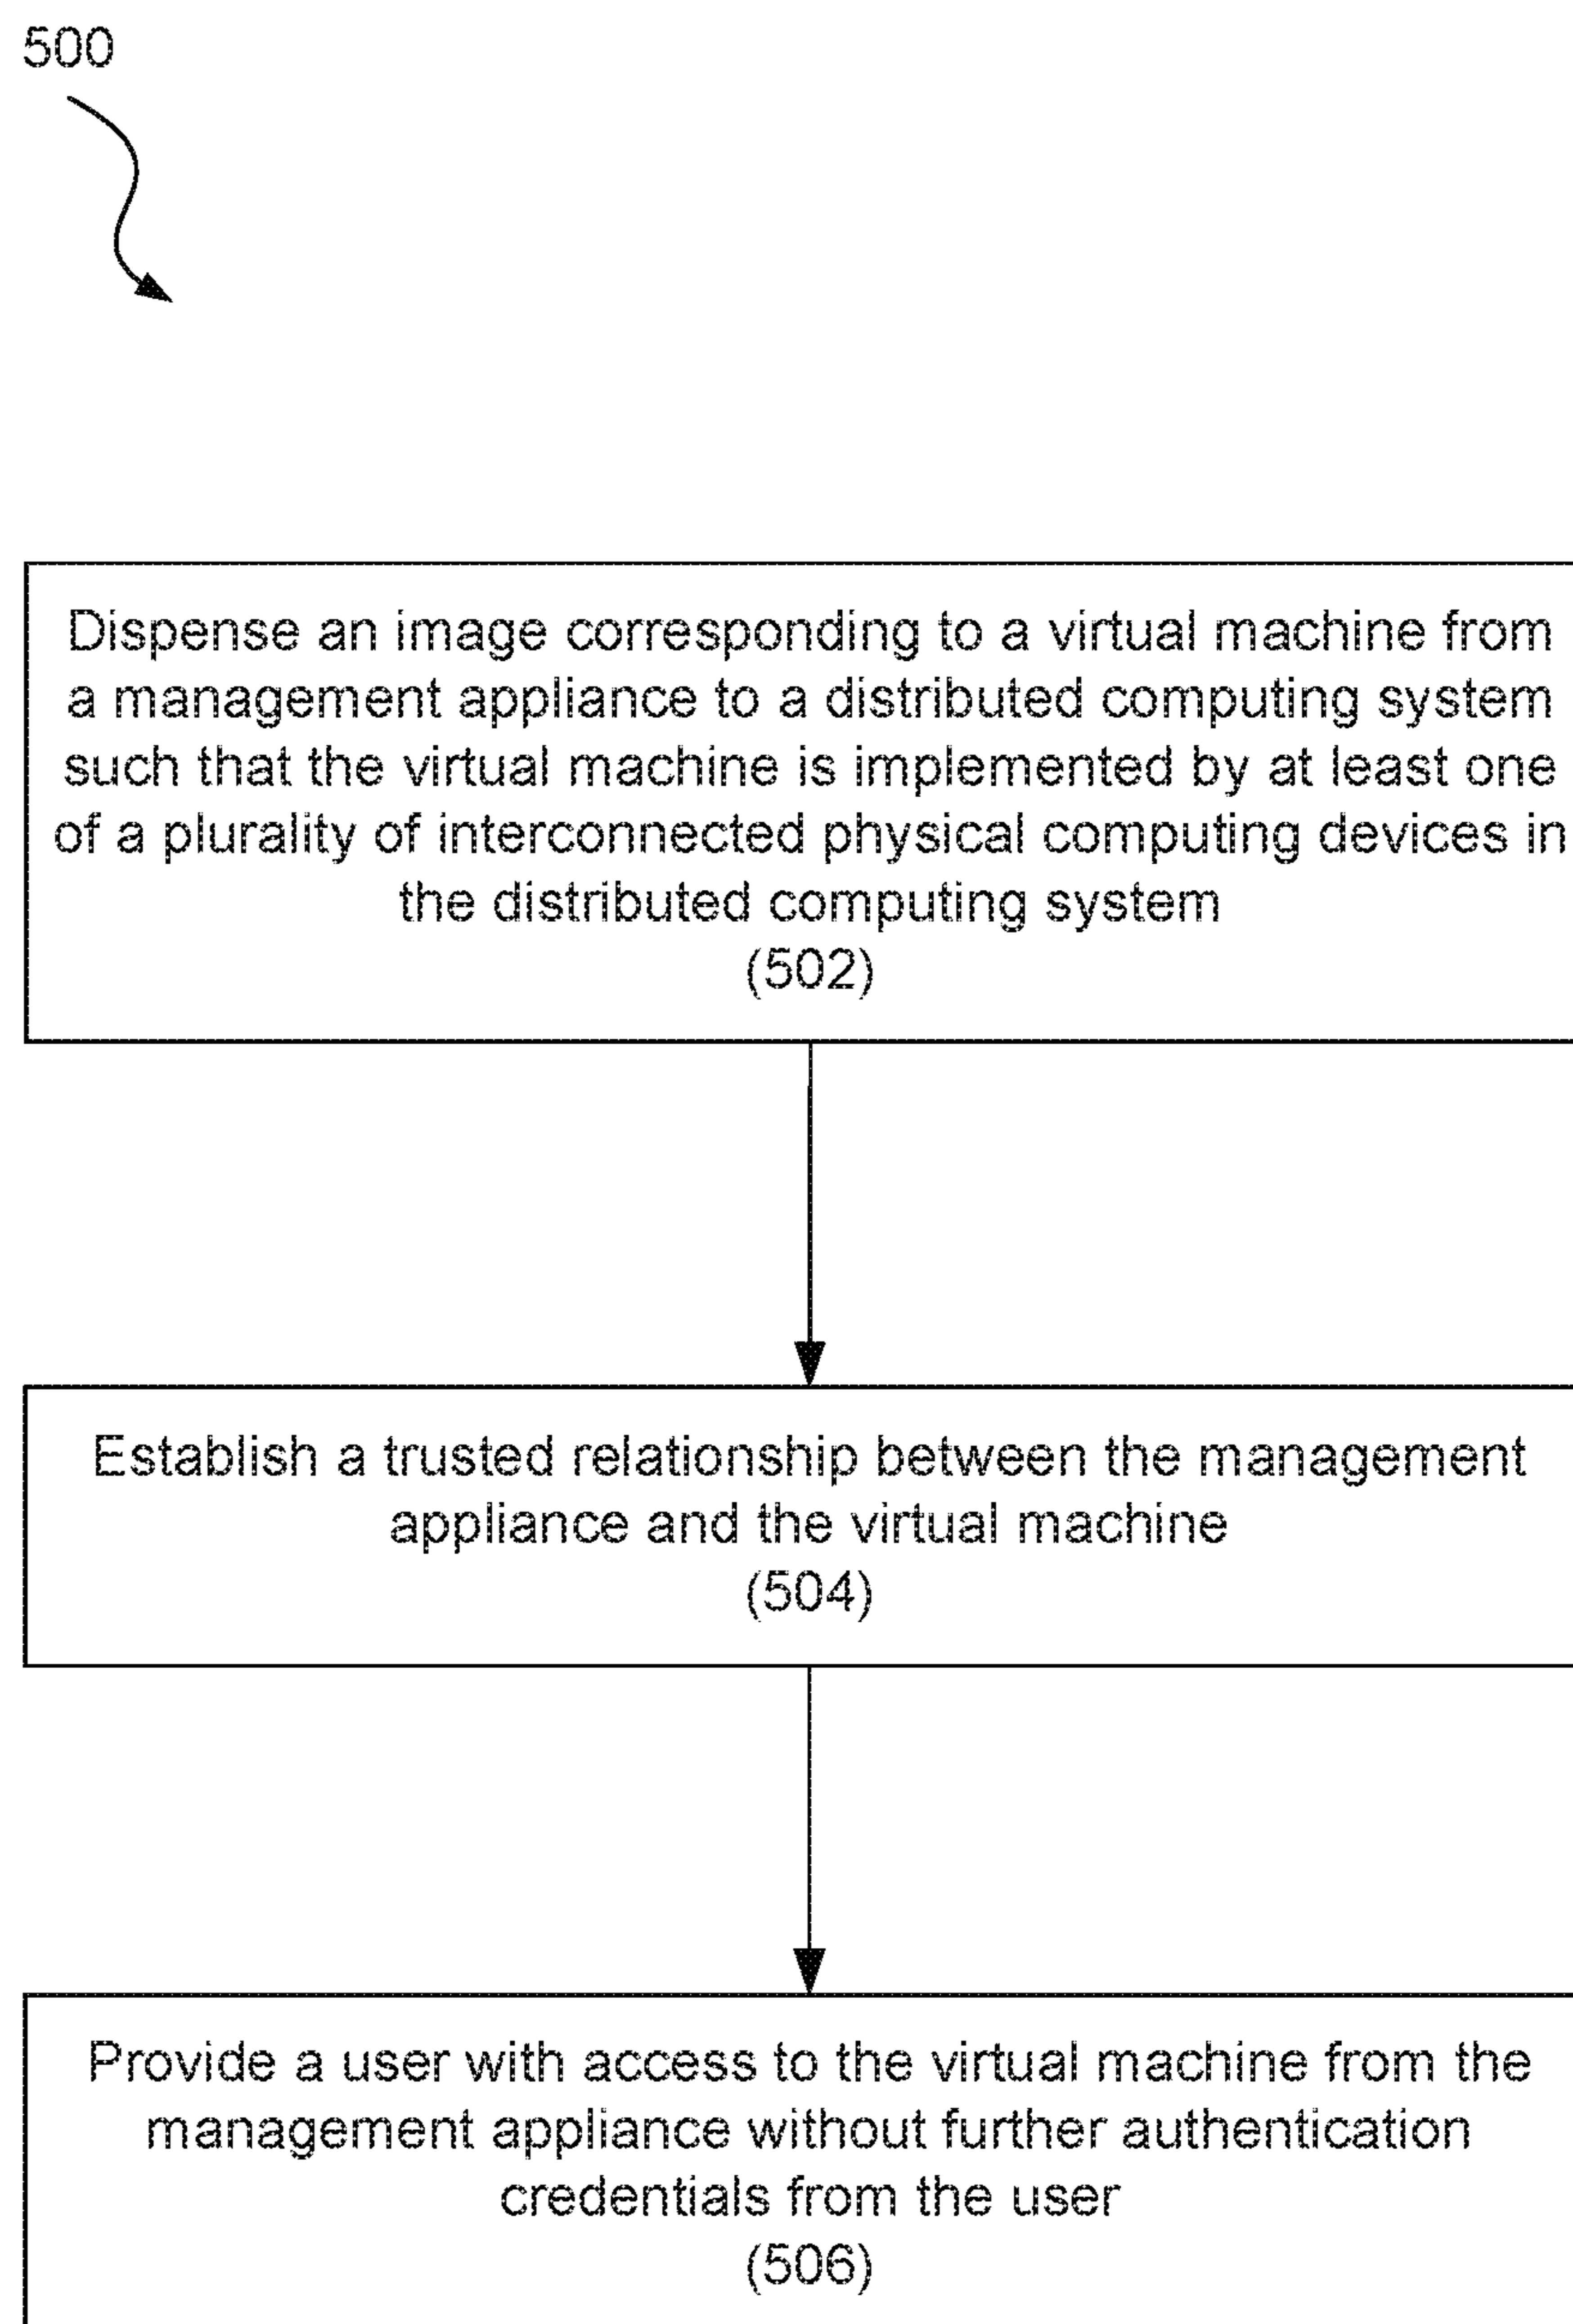 500
Dispense an image corresponding to a virtual machine from
a management appliance to a distributed computing system
such that the virtual machine is implemented by at least one
of a plurality of interconnected physical computing devices in
the distributed computing system
(502)
Establish a trusted relationship between the management
appliance and the virtual machine
(504)
Provide a user with access to the virtual machine from the
management appliance without further authentication
credentials from the user
(506)